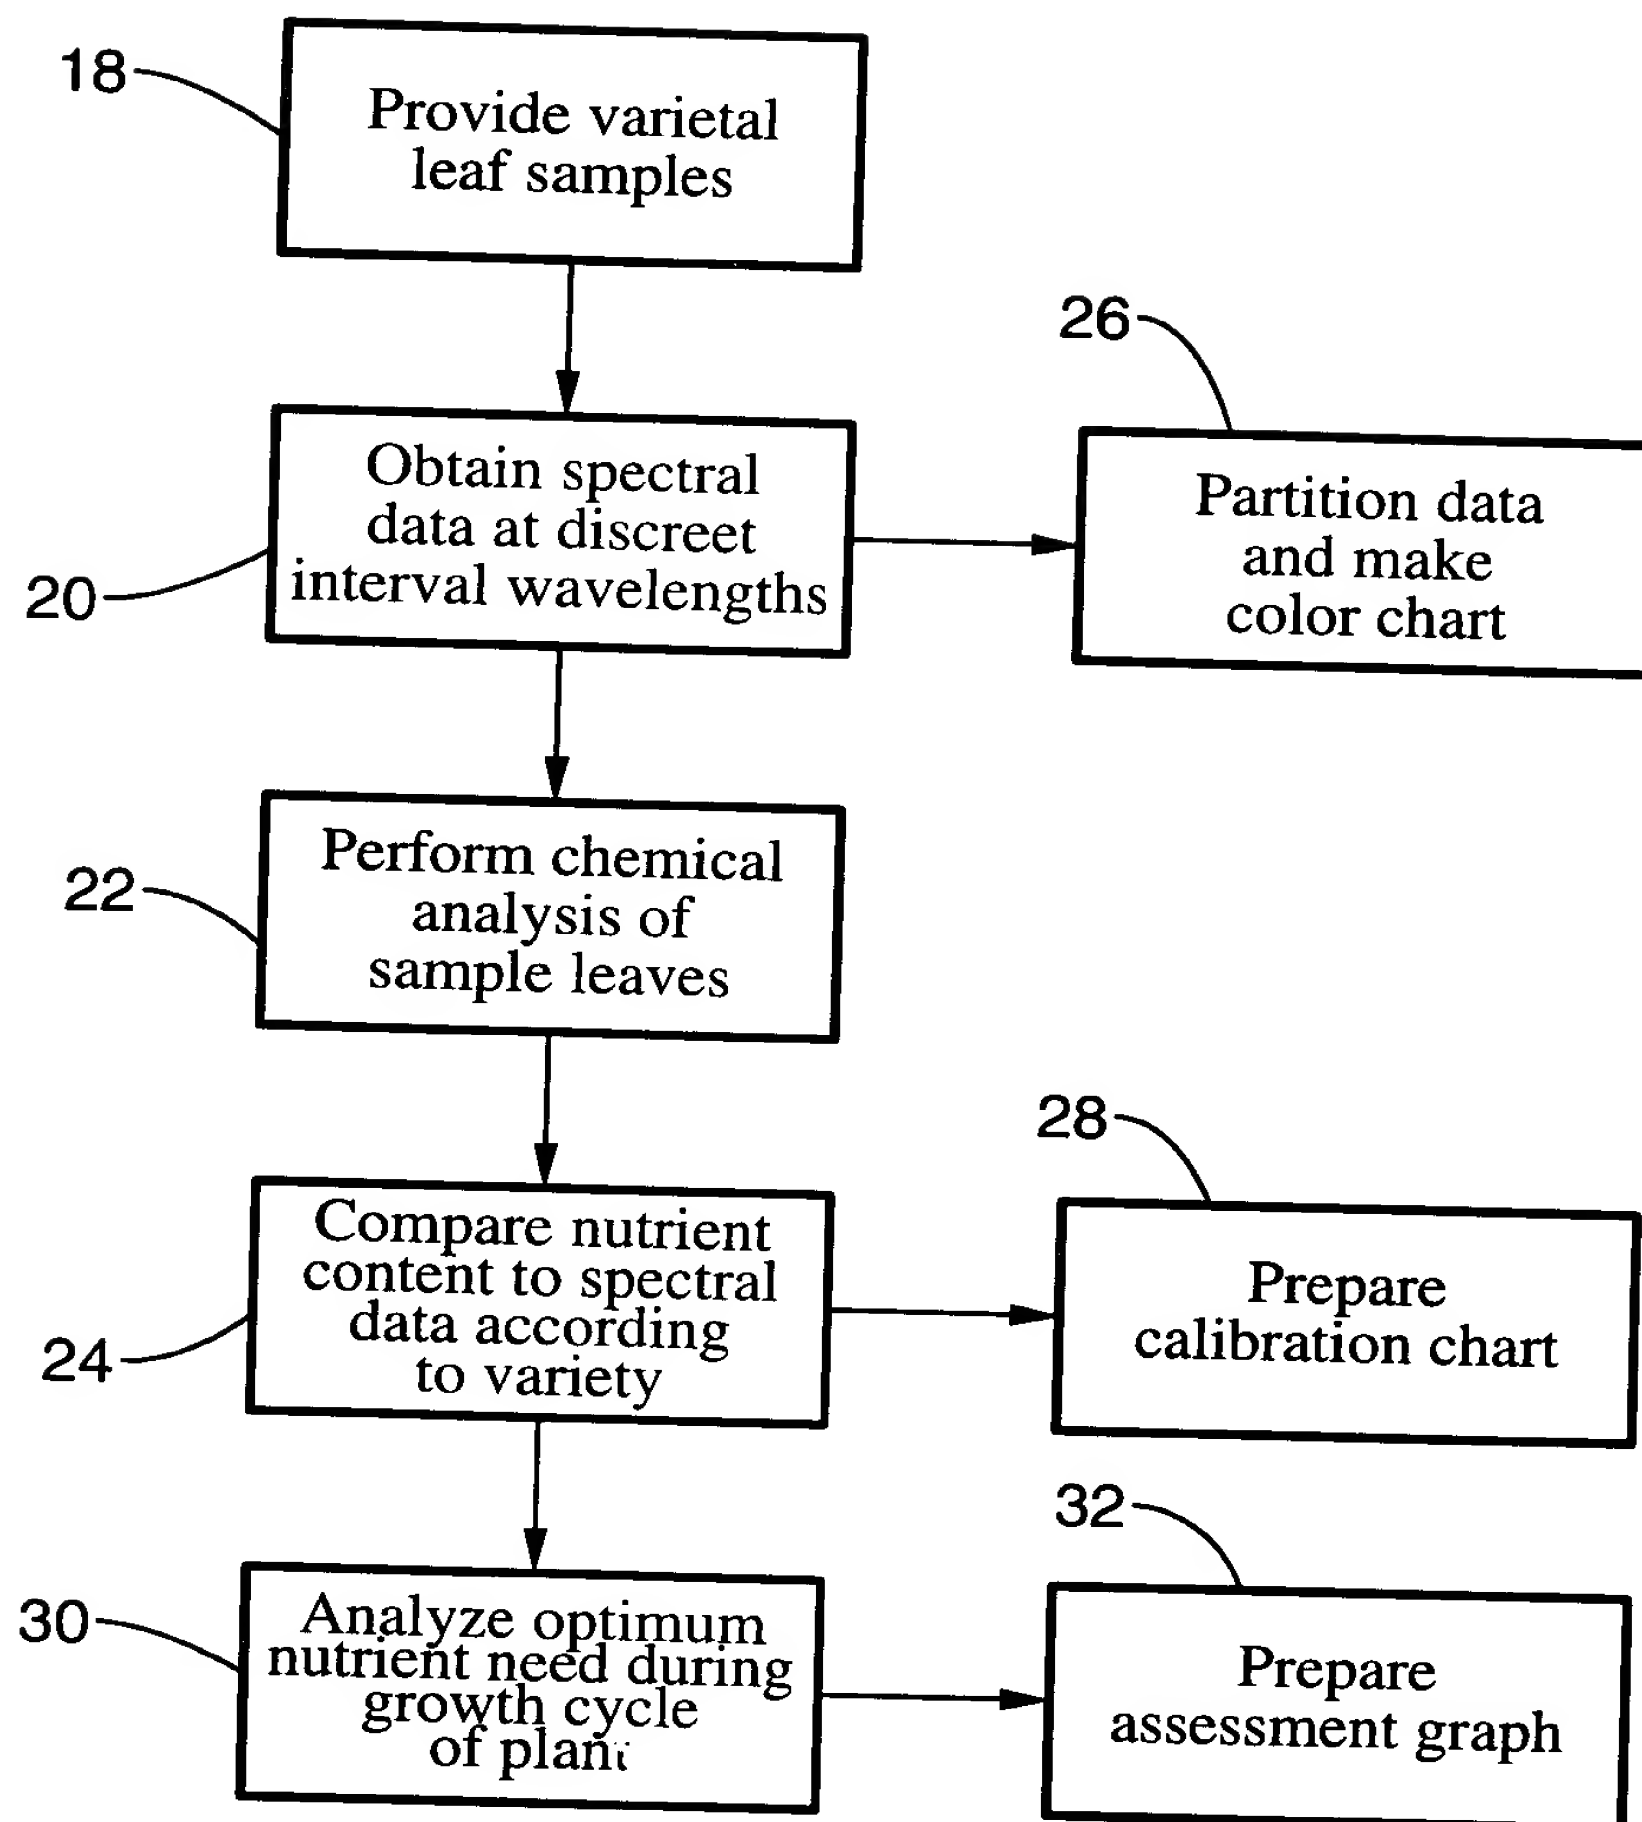 18
Provide varietal
leaf samples
26
Obtain spectral
data at discreet
interval wavelengths
20
Partition data
and make
color chart
22
Perform chemical
analysis of
sample leaves
28
Compare nutrient
content to spectral
data according
to variety
24
Prepare
calibration chart
32
30
Analyze optimum
nutrient need during
growth cycle
of plant
Prepare
assessment graph